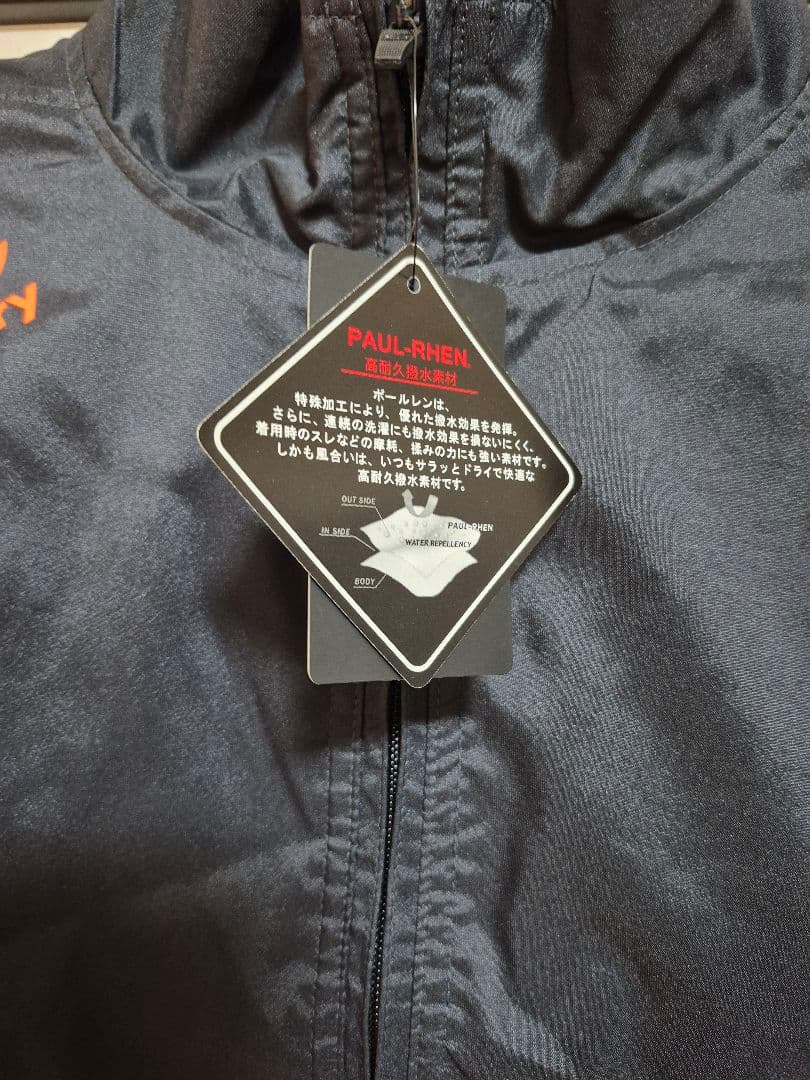 PAUL-RHEN.
高耐久撥水素材
ポールレンは、
特殊加工により、優れた撥水効果を発揮。
さらに、連続の洗濯にも撥水効果を損ないにくく、
着用時のスレなどの摩耗、揉みの力にも強い素材です。
しかも風合いは、いつもサラッとドライで快適な
高耐久撥水素材です。
OUT SIDE
PAUL-RHEN
IN SIDE
WATER REPELLENCY
BODY